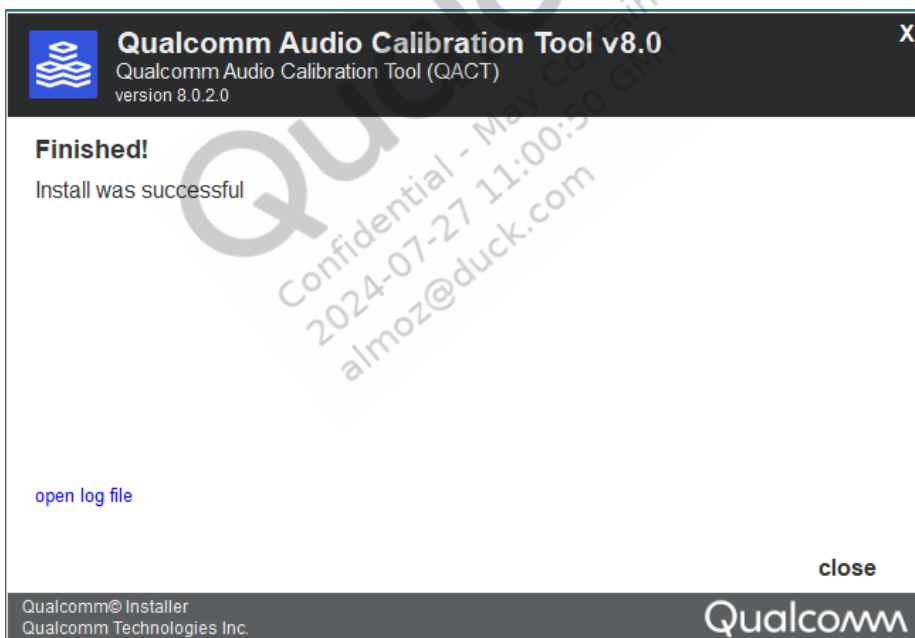 Qualcomm Audio Calibration Tool v8.0
X
Qualcomm Audio Calibration Tool (QACT)
version 8.0.2.0
Finished!
Install was successful
Confidential - May Contain
2024-07-27 11:00:50 GMT
almoz@duck.com
open log file
close
Qualcomm© Installer
Qualcomm Technologies Inc.
Qualcomm